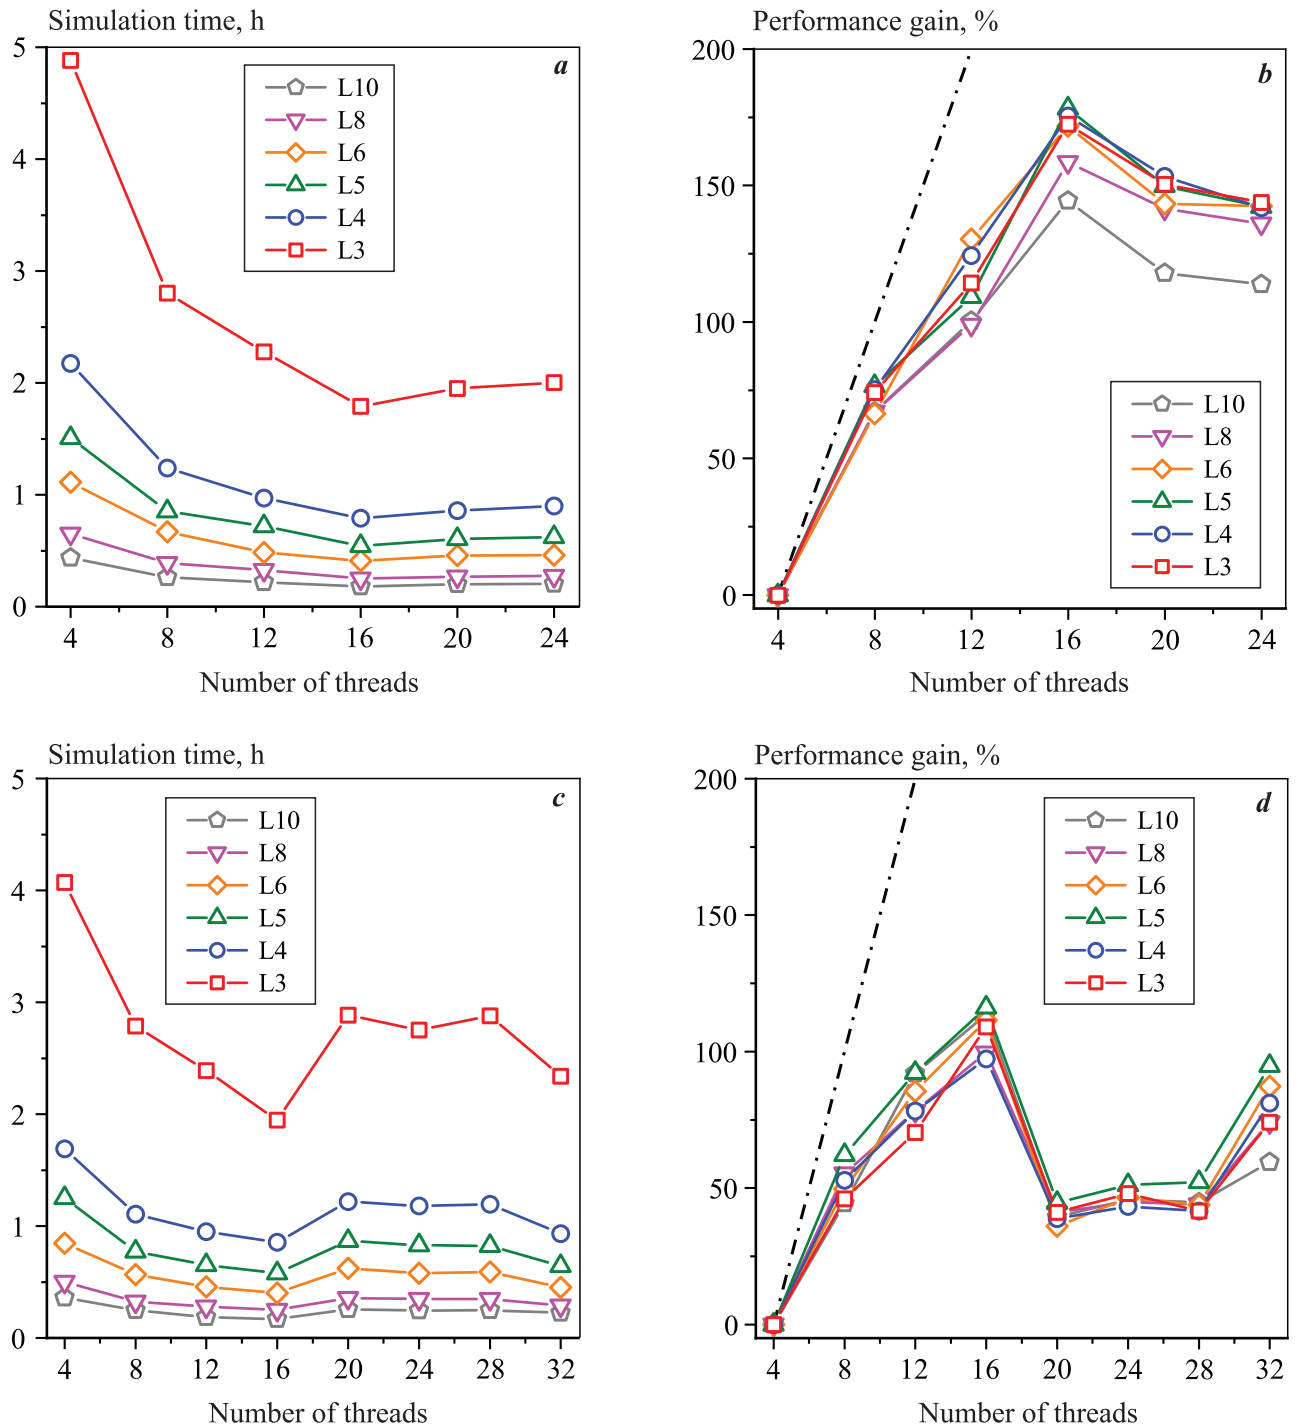 Simulation time, h
a
5
4
3
2
1
0
L10
L8
L6
L5
L4
L3
4 8 12 16 20 24
Number of threads
Performance gain, %
b
200
150
100
50
0
L10
L8
L6
L5
L4
L3
4 8 12 16 20 24
Number of threads
Simulation time, h
c
5
4
3
2
1
0
L10
L8
L6
L5
L4
L3
4 8 12 16 20 24 28 32
Number of threads
Performance gain, %
d
200
150
100
50
0
L10
L8
L6
L5
L4
L3
4 8 12 16 20 24 28 32
Number of threads